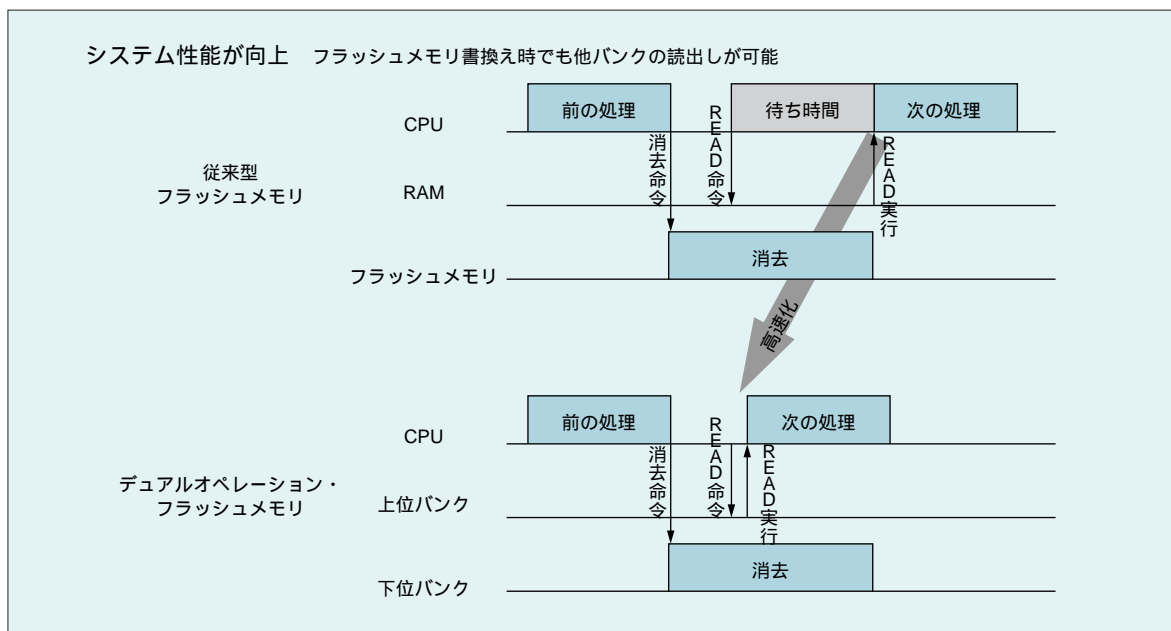 システム性能が向上 フラッシュメモリ書換え時でも他バンクの読出しが可能
従来型
フラッシュメモリ
CPU
前の処理
待ち時間
次の処理
消去命令
READ命令
READ実行
RAM
消去
フラッシュメモリ
高速化
デュアルオペレーション・
フラッシュメモリ
CPU
前の処理
次の処理
消去命令
READ命令
READ実行
上位バンク
消去
下位バンク